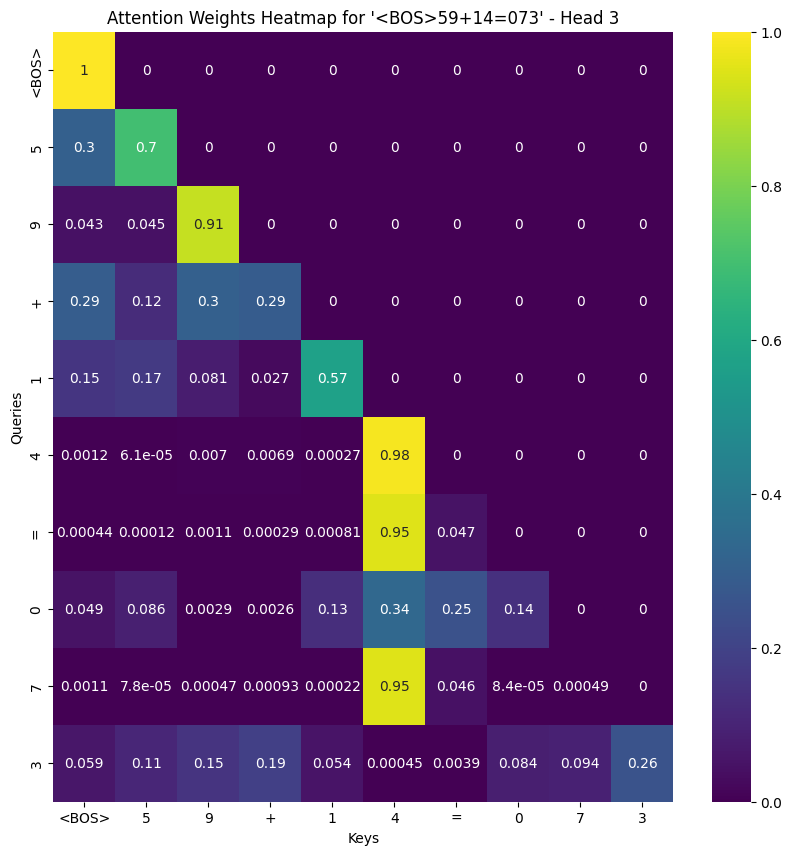 Attention Weights Heatmap for '<BOS>59+14=073' - Head 3
<BOS> 1 0 0 0 0 0 0 0 0 0
5 0.3 0.7 0 0 0 0 0 0 0 0
9 0.043 0.045 0.91 0 0 0 0 0 0 0
+ 0.29 0.12 0.3 0.29 0 0 0 0 0 0
1 0.15 0.17 0.081 0.027 0.57 0 0 0 0 0
4 0.0012 6.1e-05 0.007 0.0069 0.00027 0.98 0 0 0 0
= 0.00044 0.00012 0.0011 0.00029 0.00081 0.95 0.047 0 0 0
0 0.049 0.086 0.0029 0.0026 0.13 0.34 0.25 0.14 0 0
7 0.0011 7.8e-05 0.00047 0.00093 0.00022 0.95 0.046 8.4e-05 0.00049 0
3 0.059 0.11 0.15 0.19 0.054 0.00045 0.0039 0.084 0.094 0.26
<BOS> 5 9 + 1 4 = 0 7 3
Keys
Queries
1.0
0.8
0.6
0.4
0.2
0.0